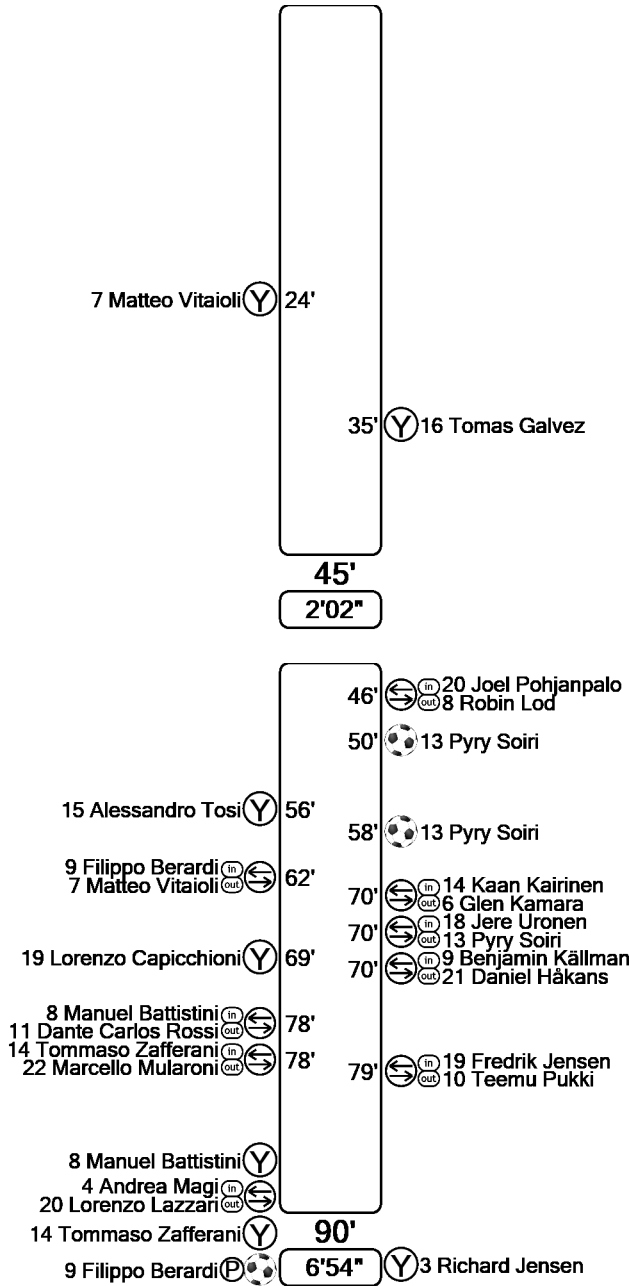 7 Matteo Vitaioli Y 24'
35' Y 16 Tomas Galvez
45'
2'02"
46' in 20 Joel Pohjanpalo
out 8 Robin Lod
50' 13 Pyry Soiri
15 Alessandro Tosi Y 56'
58' 13 Pyry Soiri
9 Filippo Berardi in
7 Matteo Vitaioli out 62'
70' in 14 Kaan Kairinen
out 6 Glen Kamara
70' in 18 Jere Uronen
out 13 Pyry Soiri
19 Lorenzo Capicchioni Y 69'
70' in 9 Benjamin Källman
out 21 Daniel Håkans
8 Manuel Battistini in
11 Dante Carlos Rossi out 78'
14 Tommaso Zafferani in
22 Marcello Mularoni out 78'
79' in 19 Fredrik Jensen
out 10 Teemu Pukki
8 Manuel Battistini Y
4 Andrea Magi in
20 Lorenzo Lazzari out
14 Tommaso Zafferani Y
90'
9 Filippo Berardi P
6'54"
Y 3 Richard Jensen